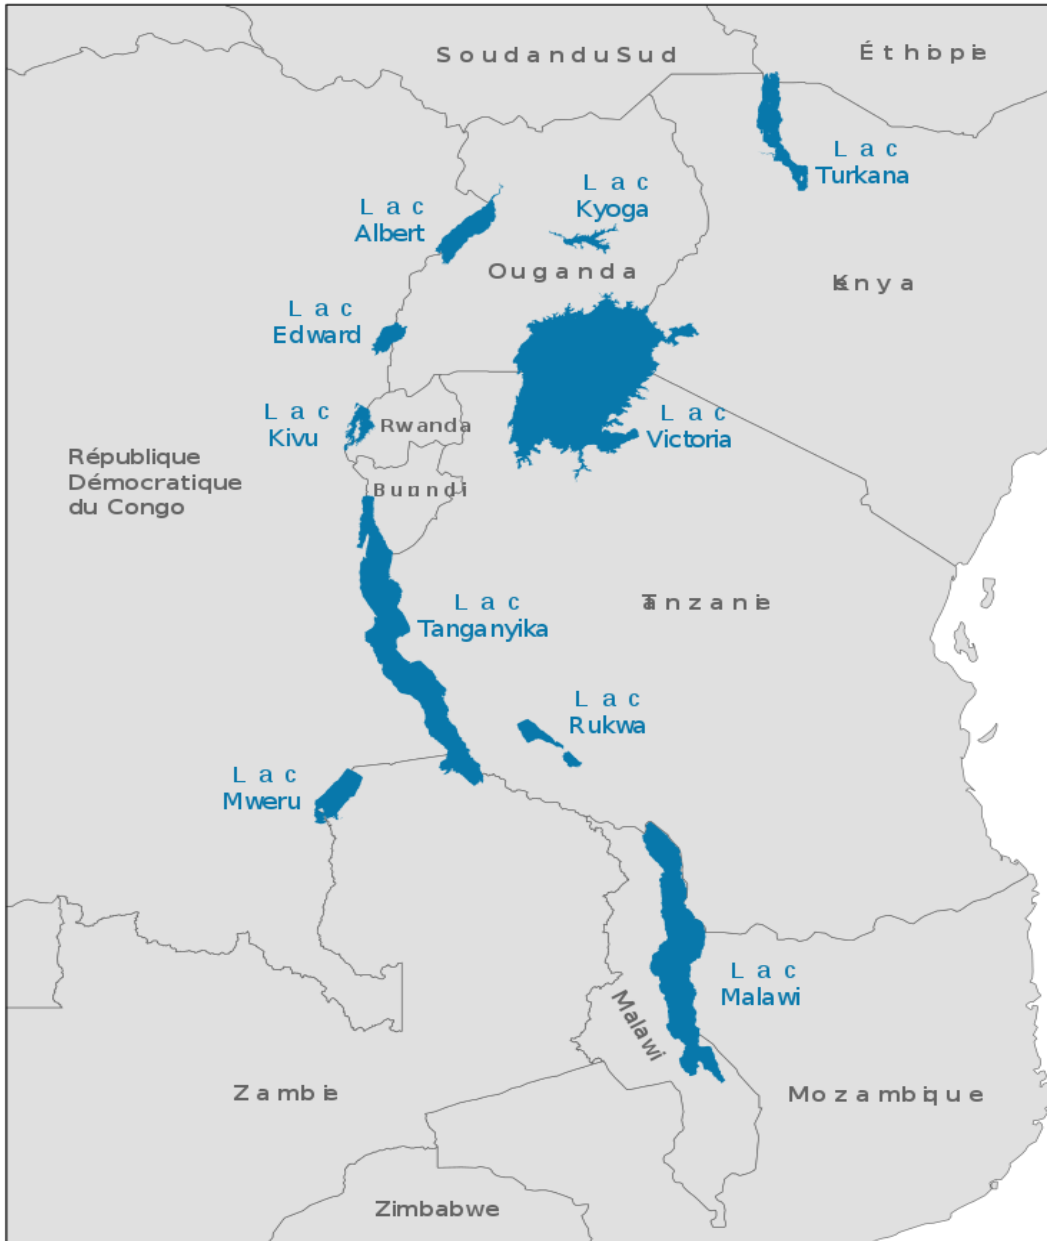 Soudan du Sud
Éthiopie
Lac
Turkana
Lac
Kyoga
Lac
Albert
Ouganda
Kenya
Lac
Edward
Lac
Kivu
Rwanda
Lac
Victoria
République
Démocratique
du Congo
Burundi
Lac
Tanganyika
Tanzanie
Lac
Rukwa
Lac
Mweru
Lac
Malawi
Malawi
Zambie
Mozambique
Zimbabwe